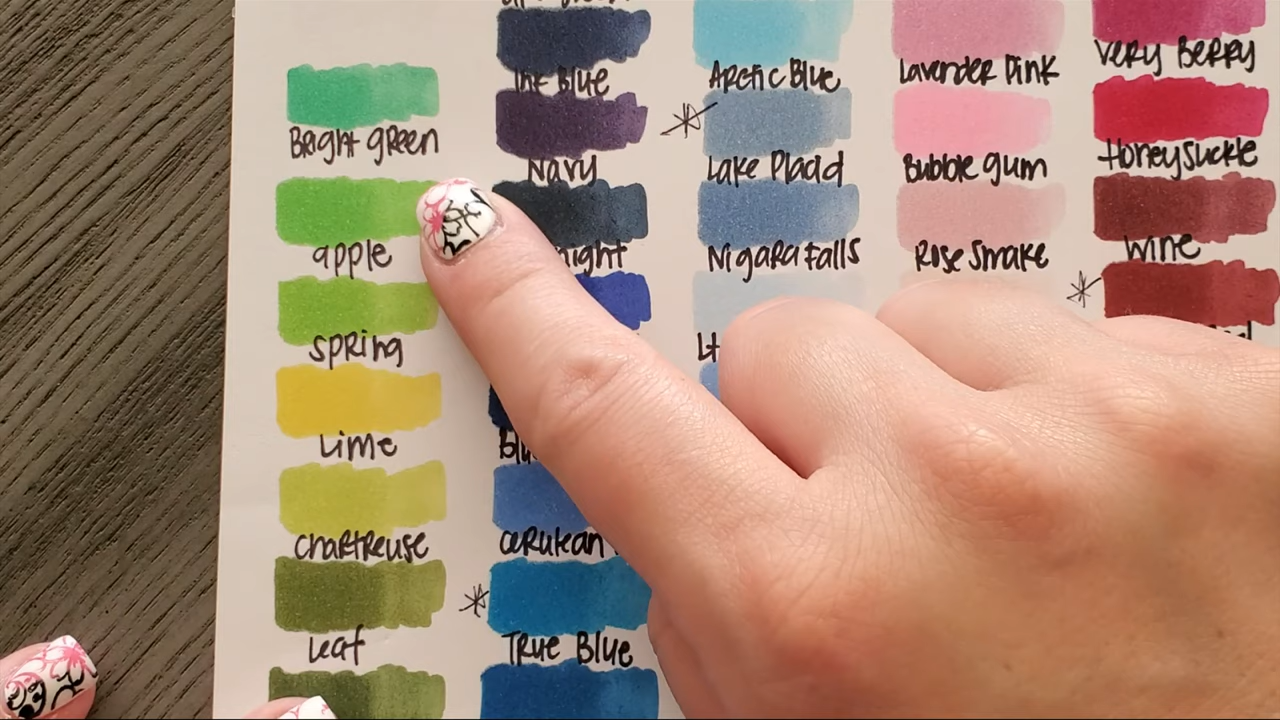 Bright green
apple
spring
Lime
chartreuse
Leaf
Ink Blue
Navy
Cerulean
True Blue
Arctic Blue
Lake Placid
Nigara Falls
Lt
Lavender Pink
Bubble gum
Rose Smoke
Very Berry
Honeysuckle
Wine